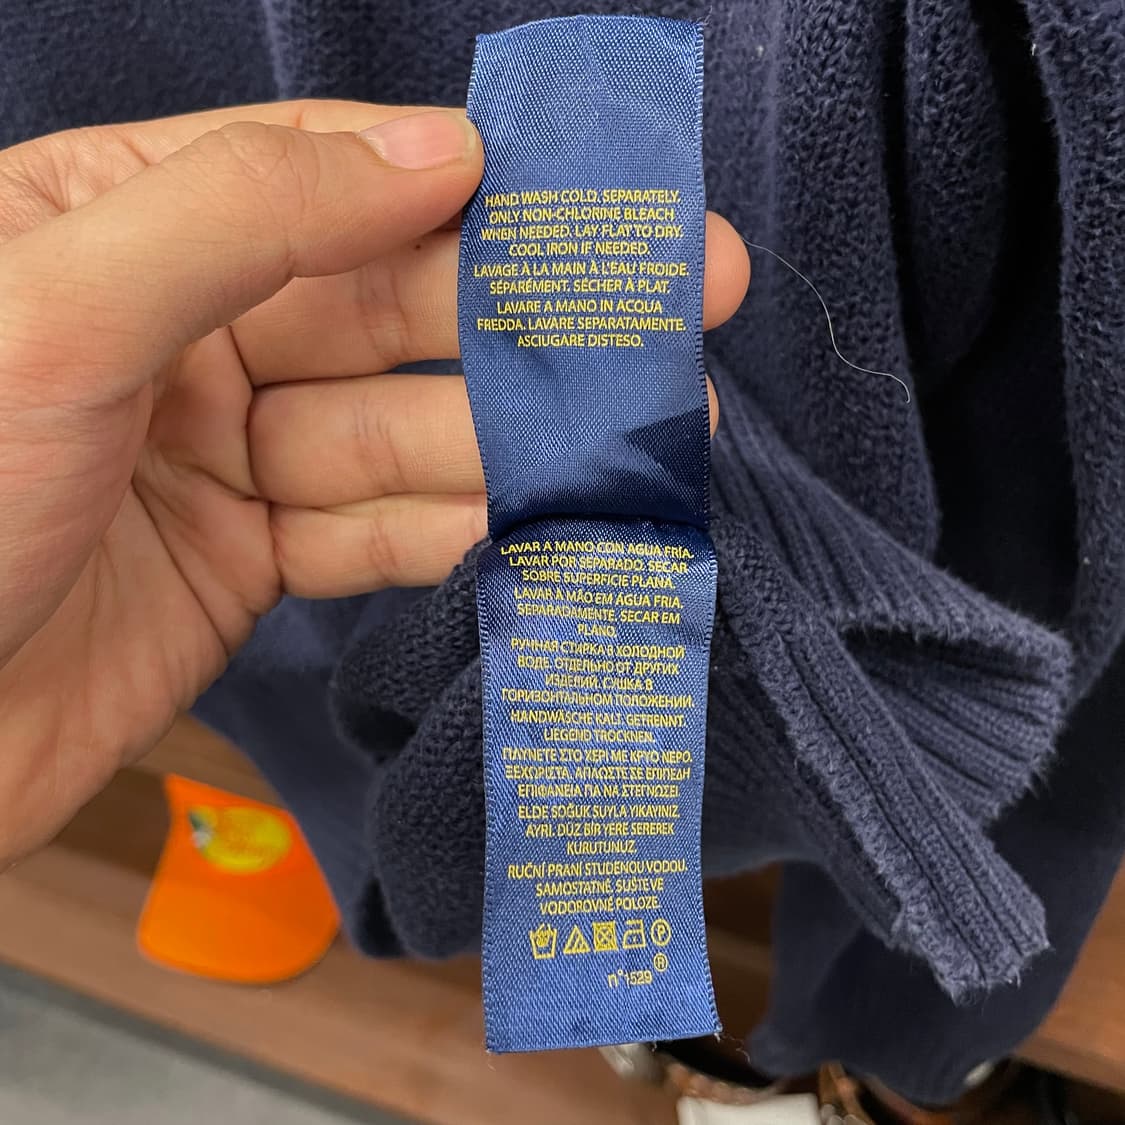 HAND WASH COLD. SEPARATELY.
ONLY NON-CHLORINE BLEACH
WHEN NEEDED. LAY FLAT TO DRY.
COOL IRON IF NEEDED.
LAVAGE À LA MAIN À L'EAU FROIDE.
SÉPARÉMENT. SÉCHER À PLAT.
LAVARE A MANO IN ACQUA
FREDDA. LAVARE SEPARATAMENTE.
ASCIUGARE DISTESO.
LAVAR A MANO CON AGUA FRÍA.
LAVAR POR SEPARADO. SECAR
SOBRE SUPERFICIE PLANA.
LAVAR À MÃO EM ÁGUA FRIA.
SEPARADAMENTE. SECAR EM
PLANO.
РУЧНАЯ СТИРКА В ХОЛОДНОЙ
ВОДЕ. ОТДЕЛЬНО ОТ ДРУГИХ
ИЗДЕЛИЙ. СУШКА В
ГОРИЗОНТАЛЬНОМ ПОЛОЖЕНИИ.
HANDWÄSCHE KALT. GETRENNT.
LIEGEND TROCKNEN.
ΠΛΥΝΕΤΕ ΣΤΟ ΧΕΡΙ ΜΕ ΚΡΥΟ ΝΕΡΟ.
ΞΕΧΩΡΙΣΤΑ. ΑΠΛΩΣΤΕ ΣΕ ΕΠΙΠΕΔΗ
ΕΠΙΦΑΝΕΙΑ ΓΙΑ ΝΑ ΣΤΕΓΝΩΣΕΙ.
ELDE SOĞUK SUYLA YIKAYINIZ.
AYRI. DÜZ BİR YERE SEREREK
KURUTUNUZ.
RUČNÍ PRANÍ STUDENOU VODOU.
SAMOSTATNĚ. SUŠTE VE
VODOROVNÉ POLOZE.
P
n°1529 ®